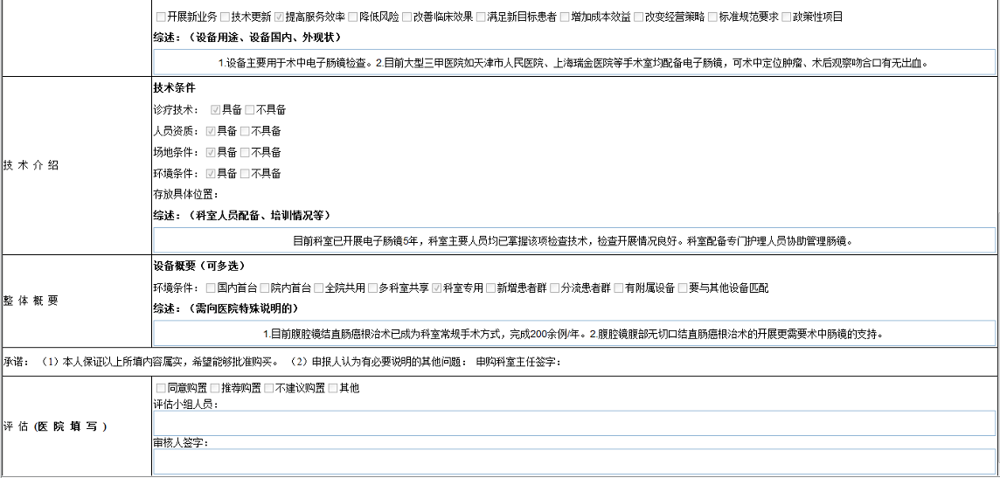 开展新业务 技术更新 提高服务效率 降低风险 改善临床效果 满足新目标患者 增加成本效益 改变经营策略 标准规范要求 政策性项目
综述：（设备用途、设备国内、外现状）
1.设备主要用于术中电子肠镜检查。2.目前大型三甲医院如天津市人民医院、上海瑞金医院等手术室均配备电子肠镜，可术中定位肿瘤、术后观察吻合口有无出血。
技 术 介 绍
技术条件
诊疗技术： 具备 不具备
人员资质： 具备 不具备
场地条件： 具备 不具备
环境条件： 具备 不具备
存放具体位置：
综述：（科室人员配备、培训情况等）
目前科室已开展电子肠镜5年，科室主要人员均已掌握该项检查技术，检查开展情况良好。科室配备专门护理人员协助管理肠镜。
整 体 概 要
设备概要（可多选）
环境条件： 国内首台 院内首台 全院共用 多科室共享 科室专用 新增患者群 分流患者群 有附属设备 要与其他设备匹配
综述：（需向医院特殊说明的）
1.目前腹腔镜结直肠癌根治术已成为科室常规手术方式，完成200余例/年。2.腹腔镜腹部无切口结直肠癌根治术的开展更需要术中肠镜的支持。
承诺： （1）本人保证以上所填内容属实，希望能够批准购买。 （2）申报人认为有必要说明的其他问题： 申购科室主任签字：
评 估 (医 院 填 写 )
同意购置 推荐购置 不建议购置 其他
评估小组人员：
审核人签字：